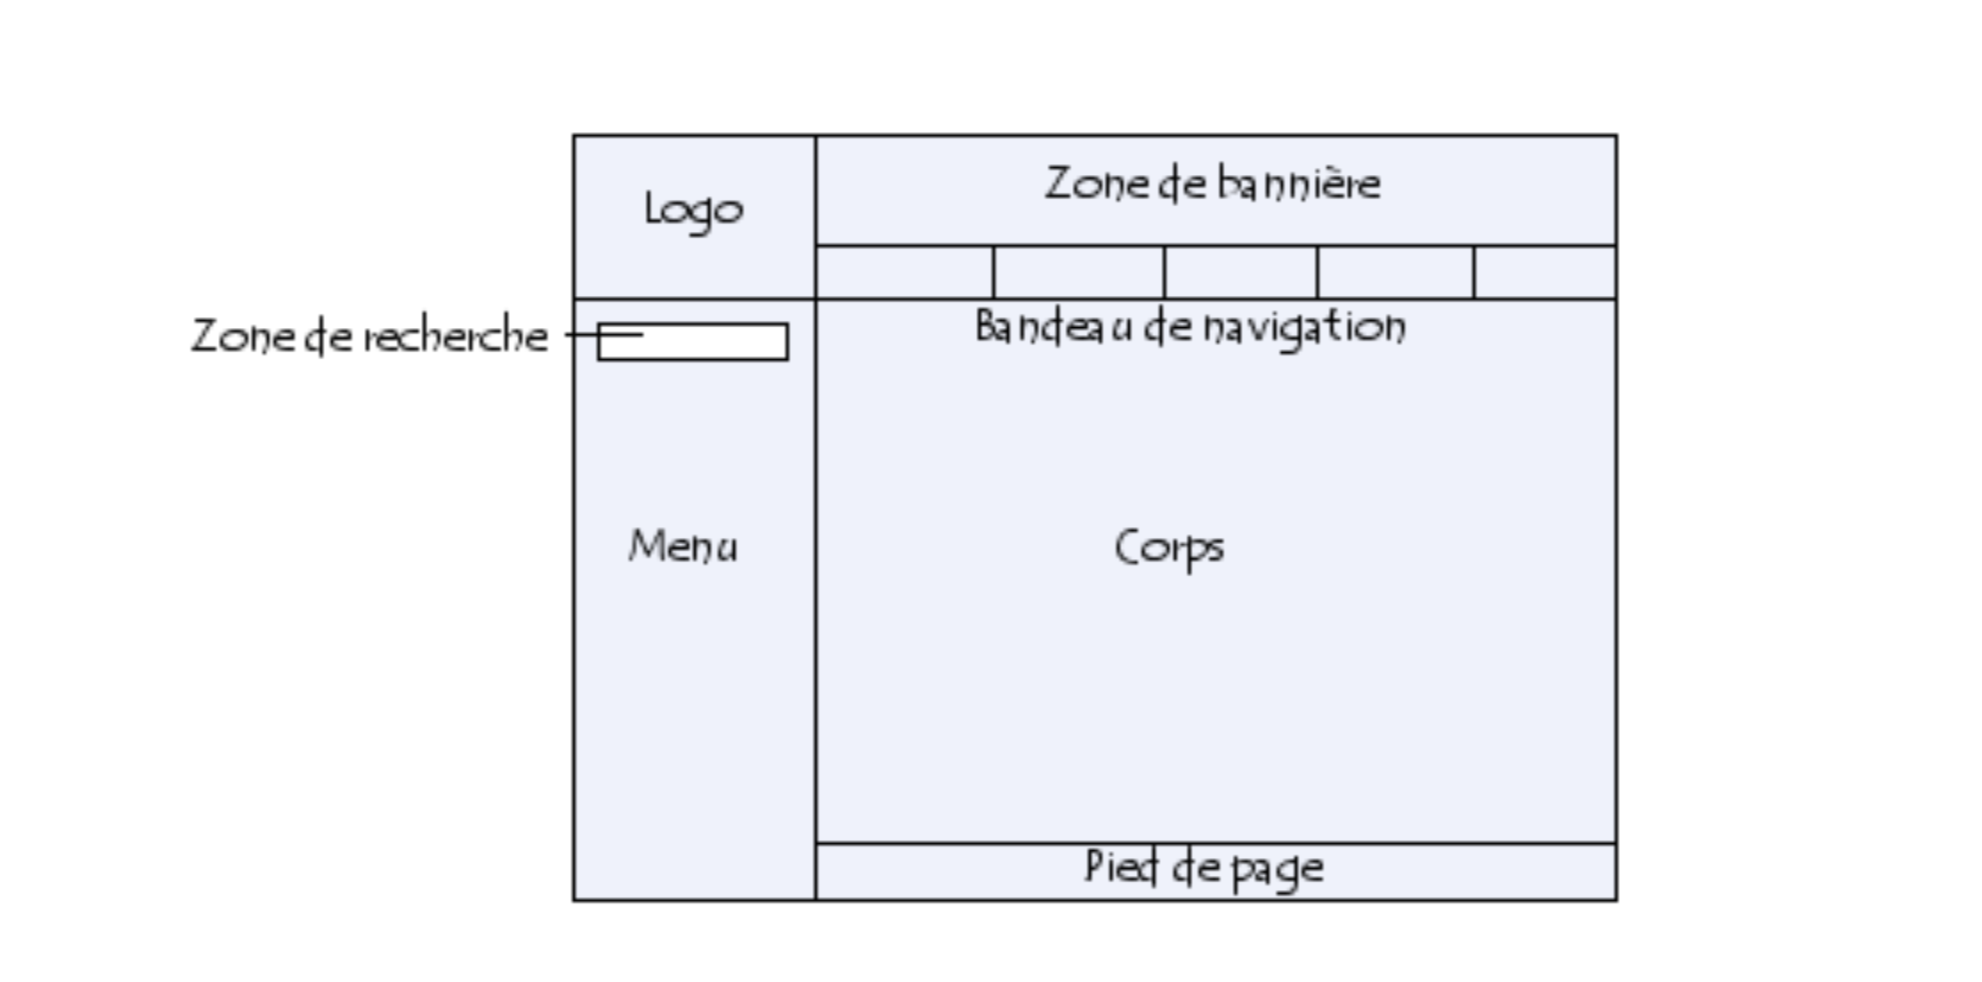 Zone de bannière
Logo
Zone de recherche
Bandeau de navigation
Menu
Corps
Pied de page